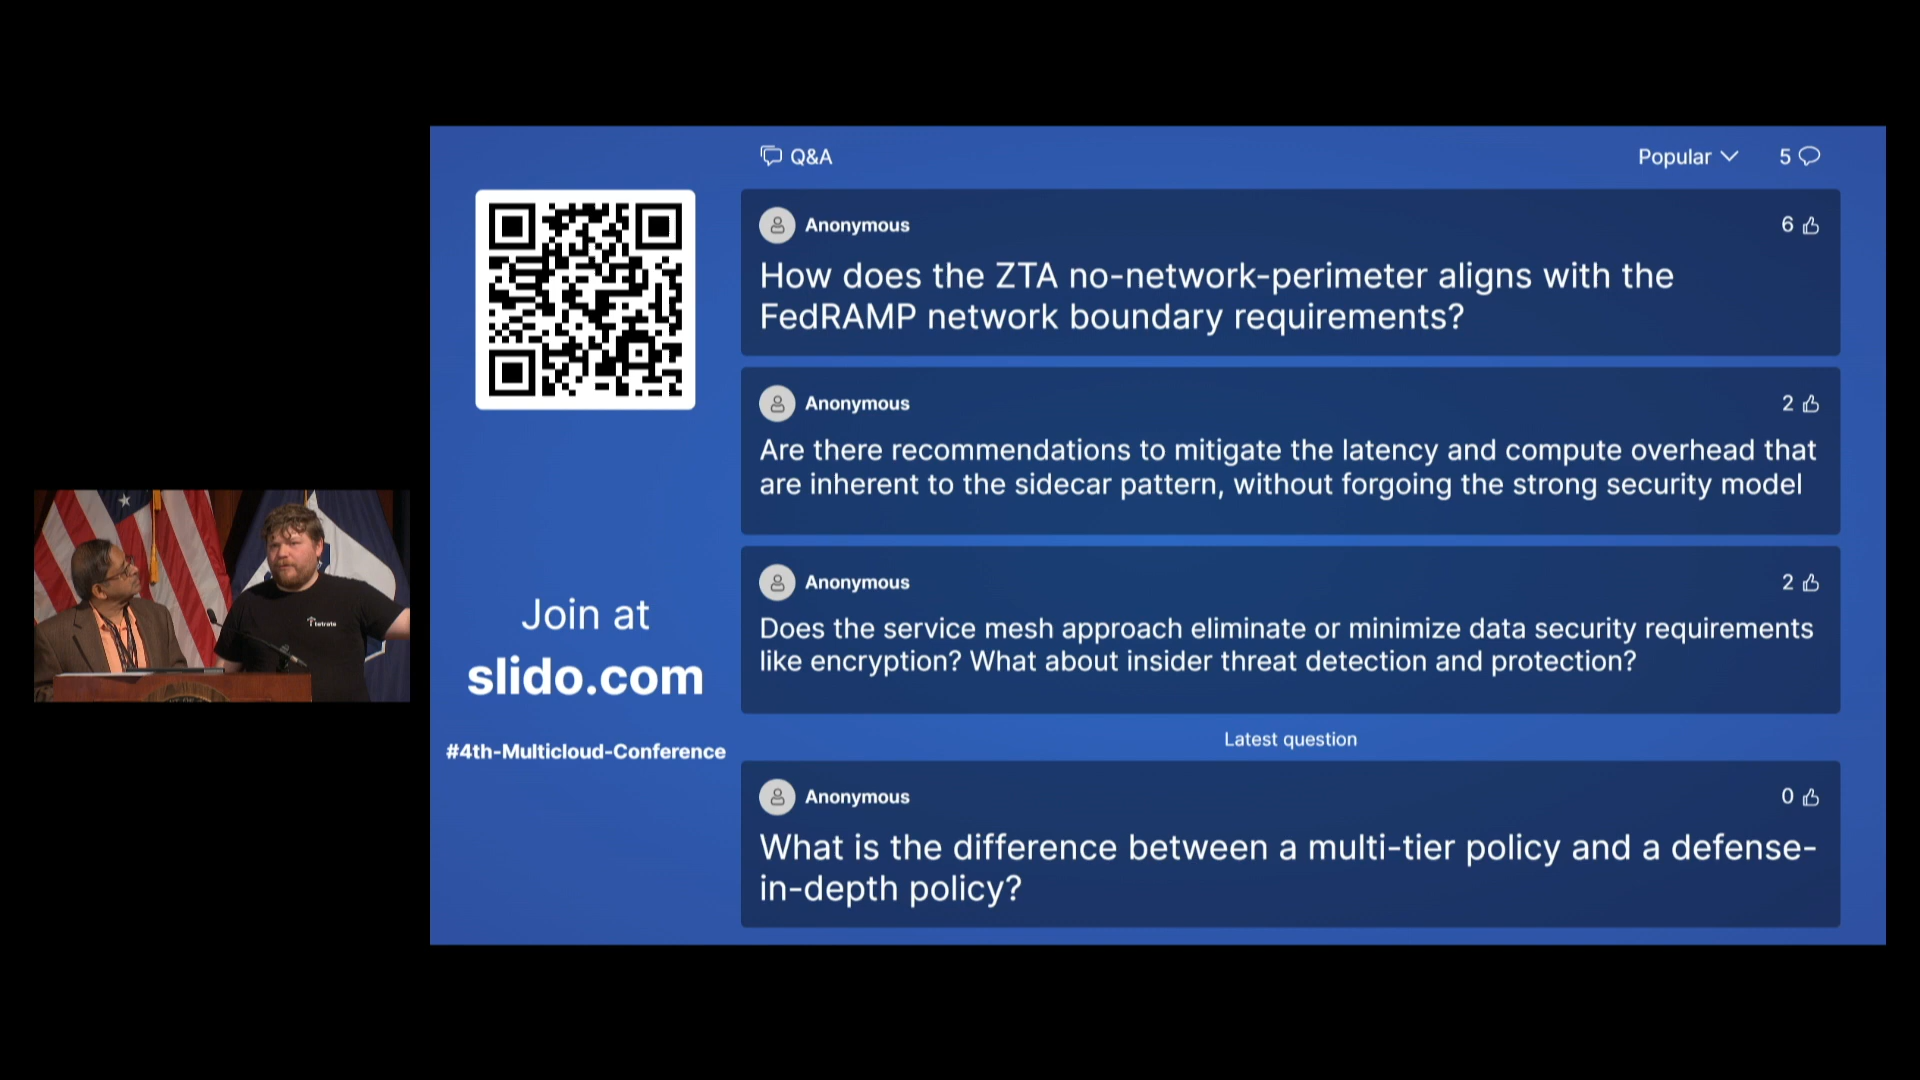 Q&A
Popular
5
Anonymous
6
How does the ZTA no-network-perimeter aligns with the
FedRAMP network boundary requirements?
Anonymous
2
Are there recommendations to mitigate the latency and compute overhead that
are inherent to the sidecar pattern, without forgoing the strong security model
Anonymous
2
Does the service mesh approach eliminate or minimize data security requirements
like encryption? What about insider threat detection and protection?
Latest question
Anonymous
0
What is the difference between a multi-tier policy and a defense-
in-depth policy?
Join at
slido.com
#4th-Multicloud-Conference
tetrate